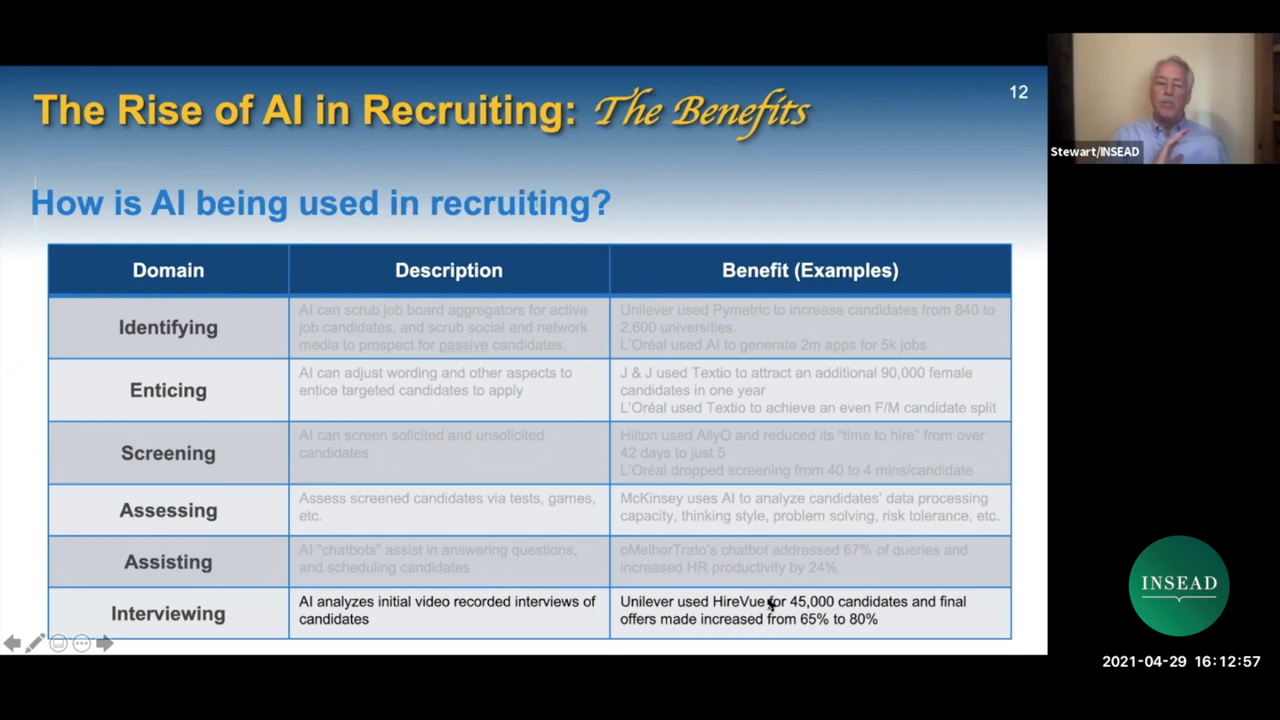 The Rise of AI in Recruiting: The Benefits
12
Stewart/INSEAD
How is AI being used in recruiting?
Domain
Description
Benefit (Examples)
Identifying
AI can scrub job board aggregators for active
job candidates, and scrub social and network
media to prospect for passive candidates.
Unilever used Pymetric to increase candidates from 840 to
2,600 universities.
L'Oréal used AI to generate 2m apps for 5k jobs
Enticing
AI can adjust wording and other aspects to
entice targeted candidates to apply
J & J used Textio to attract an additional 90,000 female
candidates in one year
L'Oréal used Textio to achieve an even F/M candidate split
Screening
AI can screen solicited and unsolicited
candidates
Hilton used AllyO and reduced its "time to hire" from over
42 days to just 5
L'Oréal dropped screening from 40 to 4 mins/candidate
Assessing
Assess screened candidates via tests, games,
etc.
McKinsey uses AI to analyze candidates' data processing
capacity, thinking style, problem solving, risk tolerance, etc.
Assisting
AI "chatbots" assist in answering questions,
and scheduling candidates
oMelhorTrato's chatbot addressed 67% of queries and
increased HR productivity by 24%
Interviewing
AI analyzes initial video recorded interviews of
candidates
Unilever used HireVue for 45,000 candidates and final
offers made increased from 65% to 80%
INSEAD
2021-04-29 16:12:57